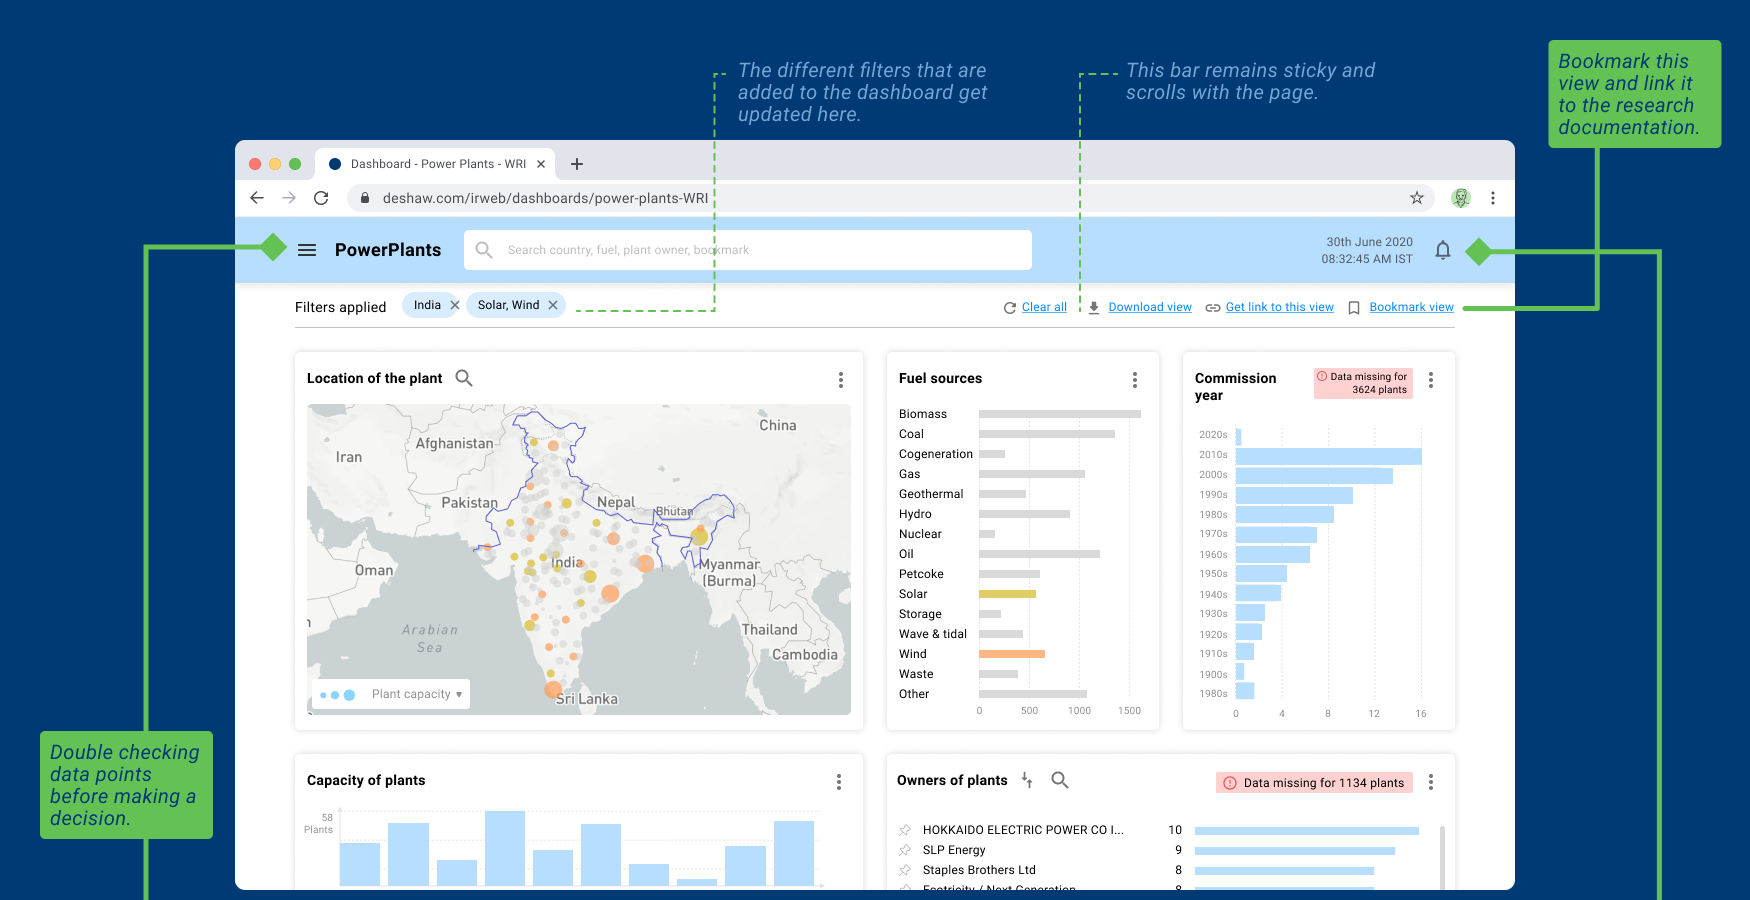 The different filters that are
added to the dashboard get
updated here.
This bar remains sticky and
scrolls with the page.
Bookmark this
view and link it
to the research
documentation.
Dashboard - Power Plants - WRI
deshaw.com/irweb/dashboards/power-plants-WRI
PowerPlants
Search country, fuel, plant owner, bookmark
30th June 2020
08:32:45 AM IST
Filters applied
India
Solar, Wind
Clear all
Download view
Get link to this view
Bookmark view
Location of the plant
China
Afghanistan
Iran
Pakistan
Nepal
Bhutan
India
Oman
Myanmar
(Burma)
Arabian
Sea
Thailand
Cambodia
Sri Lanka
Plant capacity
Fuel sources
Biomass
Coal
Cogeneration
Gas
Geothermal
Hydro
Nuclear
Oil
Petcoke
Solar
Storage
Wave & tidal
Wind
Waste
Other
0 500 1000 1500
Commission
year
Data missing for
3624 plants
2020s
2010s
2000s
1990s
1980s
1970s
1960s
1950s
1940s
1930s
1920s
1910s
1900s
1980s
0 4 8 12 16
Double checking
data points
before making a
decision.
Capacity of plants
58
Plants
Owners of plants
Data missing for 1134 plants
HOKKAIDO ELECTRIC POWER CO I... 10
SLP Energy 9
Staples Brothers Ltd 8
Ecotricity / Next Generation 8